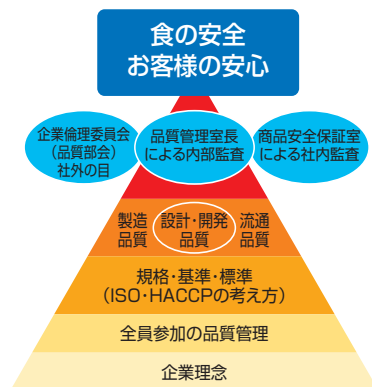 食の安全
お客様の安心
企業倫理委員会
（品質部会）
社外の目
品質管理室長
による内部監査
商品安全保証室
による社内監査
製造
品質
設計・開発
品質
流通
品質
規格・基準・標準
（ISO・HACCPの考え方）
全員参加の品質管理
企業理念